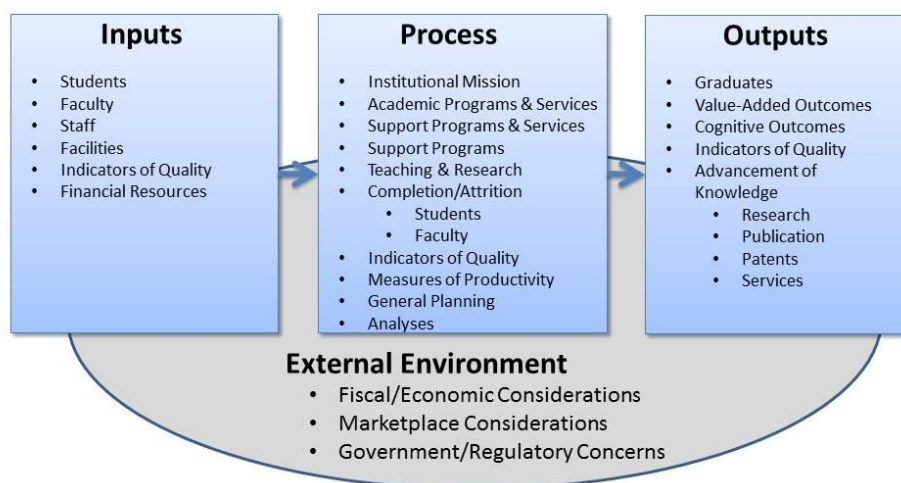 Inputs
• Students
• Faculty
• Staff
• Facilities
• Indicators of Quality
• Financial Resources
Process
• Institutional Mission
• Academic Programs & Services
• Support Programs & Services
• Support Programs
• Teaching & Research
• Completion/Attrition
• Students
• Faculty
• Indicators of Quality
• Measures of Productivity
• General Planning
• Analyses
Outputs
• Graduates
• Value-Added Outcomes
• Cognitive Outcomes
• Indicators of Quality
• Advancement of
Knowledge
• Research
• Publication
• Patents
• Services
External Environment
• Fiscal/Economic Considerations
• Marketplace Considerations
• Government/Regulatory Concerns